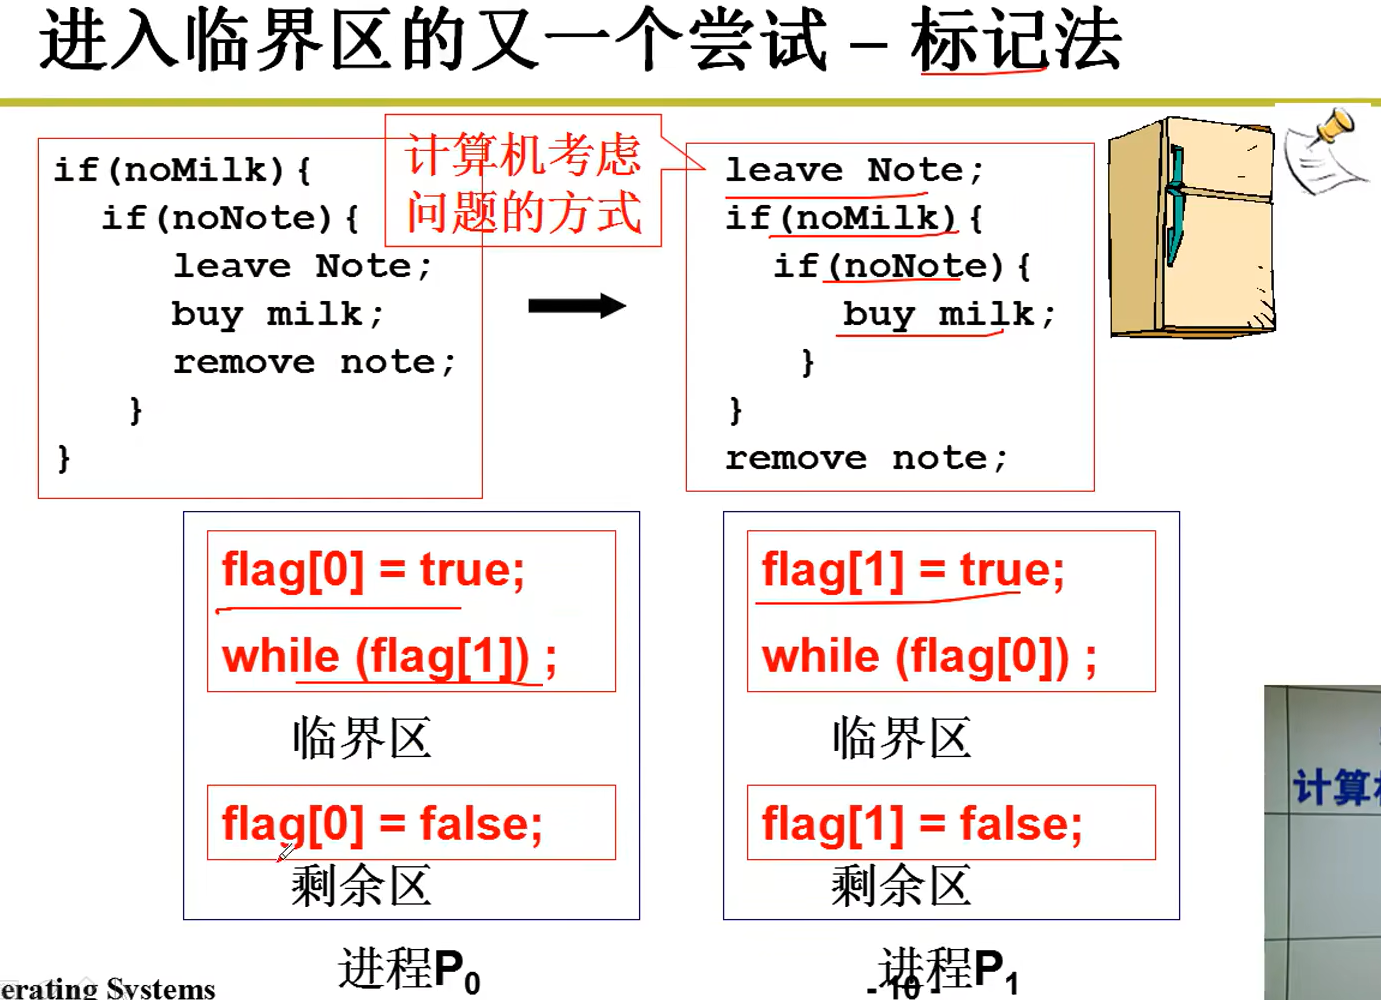 进入临界区的又一个尝试 – 标记法
if(noMilk){
if(noNote){
leave Note;
buy milk;
remove note;
}
}
计算机考虑
问题的方式
leave Note;
if(noMilk){
if(noNote){
buy milk;
}
}
remove note;
flag[0] = true;
while (flag[1]) ;
临界区
flag[0] = false;
剩余区
进程P0
flag[1] = true;
while (flag[0]) ;
临界区
flag[1] = false;
剩余区
进程P1
计算
erating Systems
- 10 -